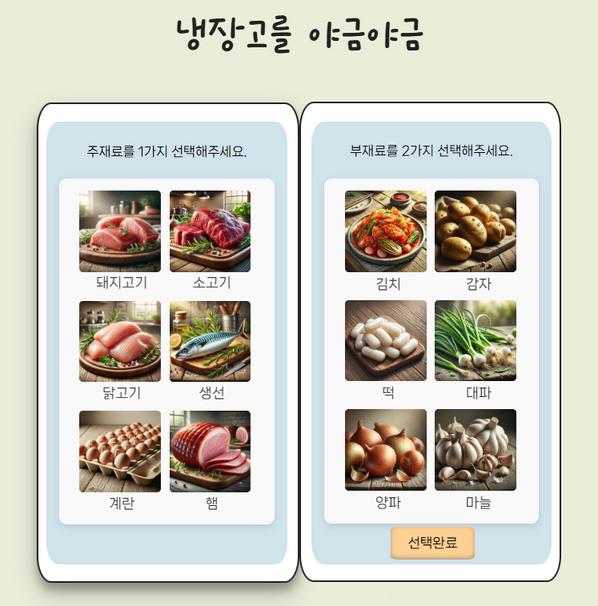 냉장고를 야금야금
주재료를 1가지 선택해주세요.
돼지고기 소고기
닭고기 생선
계란 햄
부재료를 2가지 선택해주세요.
김치 감자
떡 대파
양파 마늘
선택완료